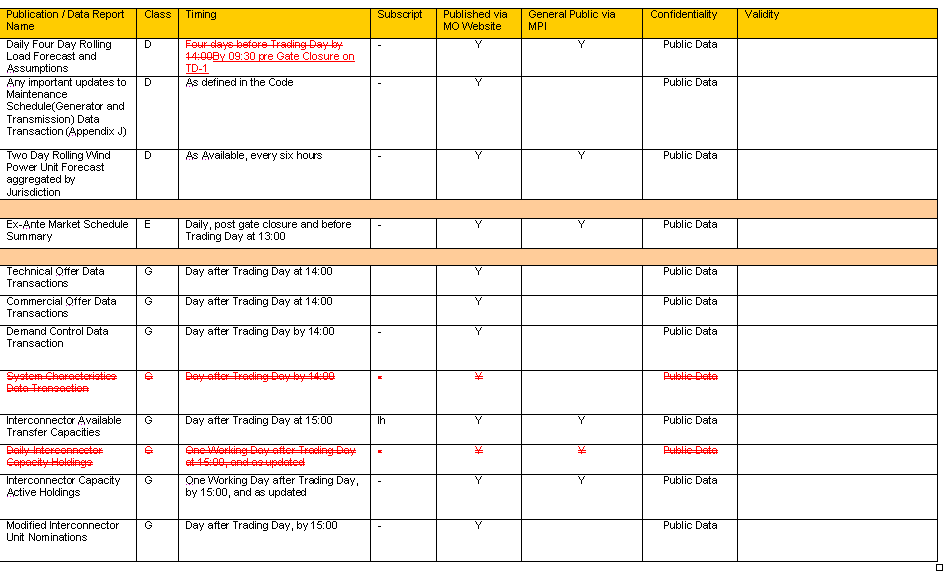 Publication / Data Report Name Class Timing Subscript Published via MO Website General Public via MPI Confidentiality Validity
Daily Four Day Rolling Load Forecast and Assumptions D Four days before Trading Day by 14:00By 09:30 pre Gate Closure on TD-1 - Y Y Public Data
Any important updates to Maintenance Schedule(Generator and Transmission) Data Transaction (Appendix J) D As defined in the Code - Y Public Data
Two Day Rolling Wind Power Unit Forecast aggregated by Jurisdiction D As Available, every six hours - Y Y Public Data
Ex-Ante Market Schedule Summary E Daily, post gate closure and before Trading Day at 13:00 - Y Y Public Data
Technical Offer Data Transactions G Day after Trading Day at 14:00 Y Public Data
Commercial Offer Data Transactions G Day after Trading Day at 14:00 Y Public Data
Demand Control Data Transaction G Day after Trading Day by 14:00 - Y Public Data
System Characteristics Data Transaction G Day after Trading Day by 14:00 - Y Public Data
Interconnector Available Transfer Capacities G Day after Trading Day at 15:00 lh Y Y Public Data
Daily Interconnector Capacity Holdings G One Working Day after Trading Day at 15:00, and as updated - Y Y Public Data
Interconnector Capacity Active Holdings G One Working Day after Trading Day, by 15:00, and as updated - Y Y Public Data
Modified Interconnector Unit Nominations G Day after Trading Day, by 15:00 - Y Public Data